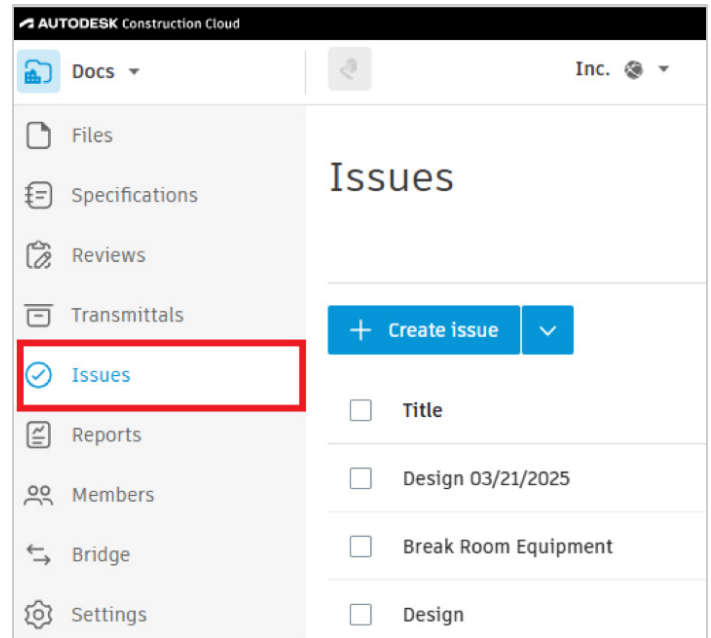 AUTODESK Construction Cloud
Docs
Inc.
Files
Specifications
Reviews
Transmittals
Issues
Reports
Members
Bridge
Settings
Issues
Create issue
Title
Design 03/21/2025
Break Room Equipment
Design